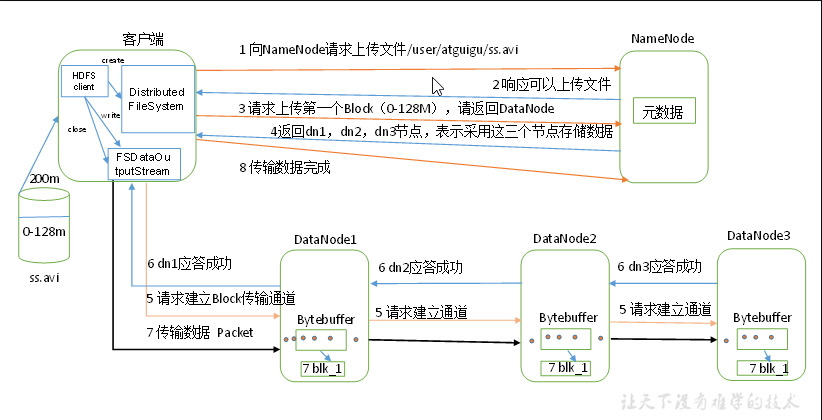 客户端
NameNode
1 向NameNode请求上传文件/user/atguigu/ss.avi
create
HDFS
client
Distributed
FileSystem
2 响应可以上传文件
元数据
3 请求上传第一个Block（0-128M），请返回DataNode
write
close
4返回dn1，dn2，dn3节点，表示采用这三个节点存储数据
FSDataOu
tputStream
8 传输数据完成
200m
0-128m
ss.avi
DataNode1
DataNode2
DataNode3
6 dn1应答成功
6 dn2应答成功
6 dn3应答成功
5 请求建立Block传输通道
5 请求建立通道
5 请求建立通道
7 传输数据 Packet
Bytebuffer
Bytebuffer
Bytebuffer
7 blk_1
7 blk_1
7 blk_1
让天下没有难学的技术